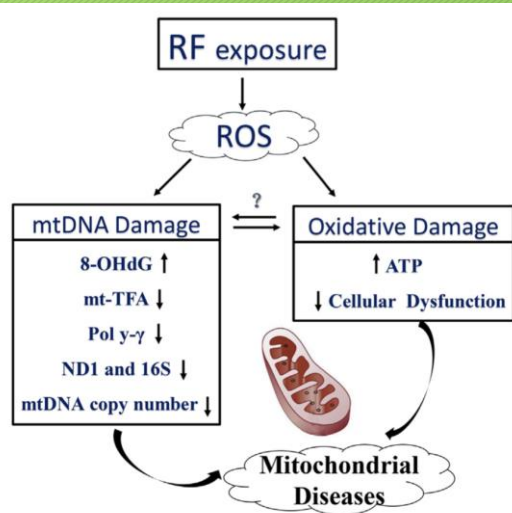 RF exposure
ROS
?
mtDNA Damage
8-OHdG ↑
mt-TFA ↓
Pol y-γ ↓
ND1 and 16S ↓
mtDNA copy number ↓
Oxidative Damage
↑ ATP
↓ Cellular Dysfunction
Mitochondrial
Diseases